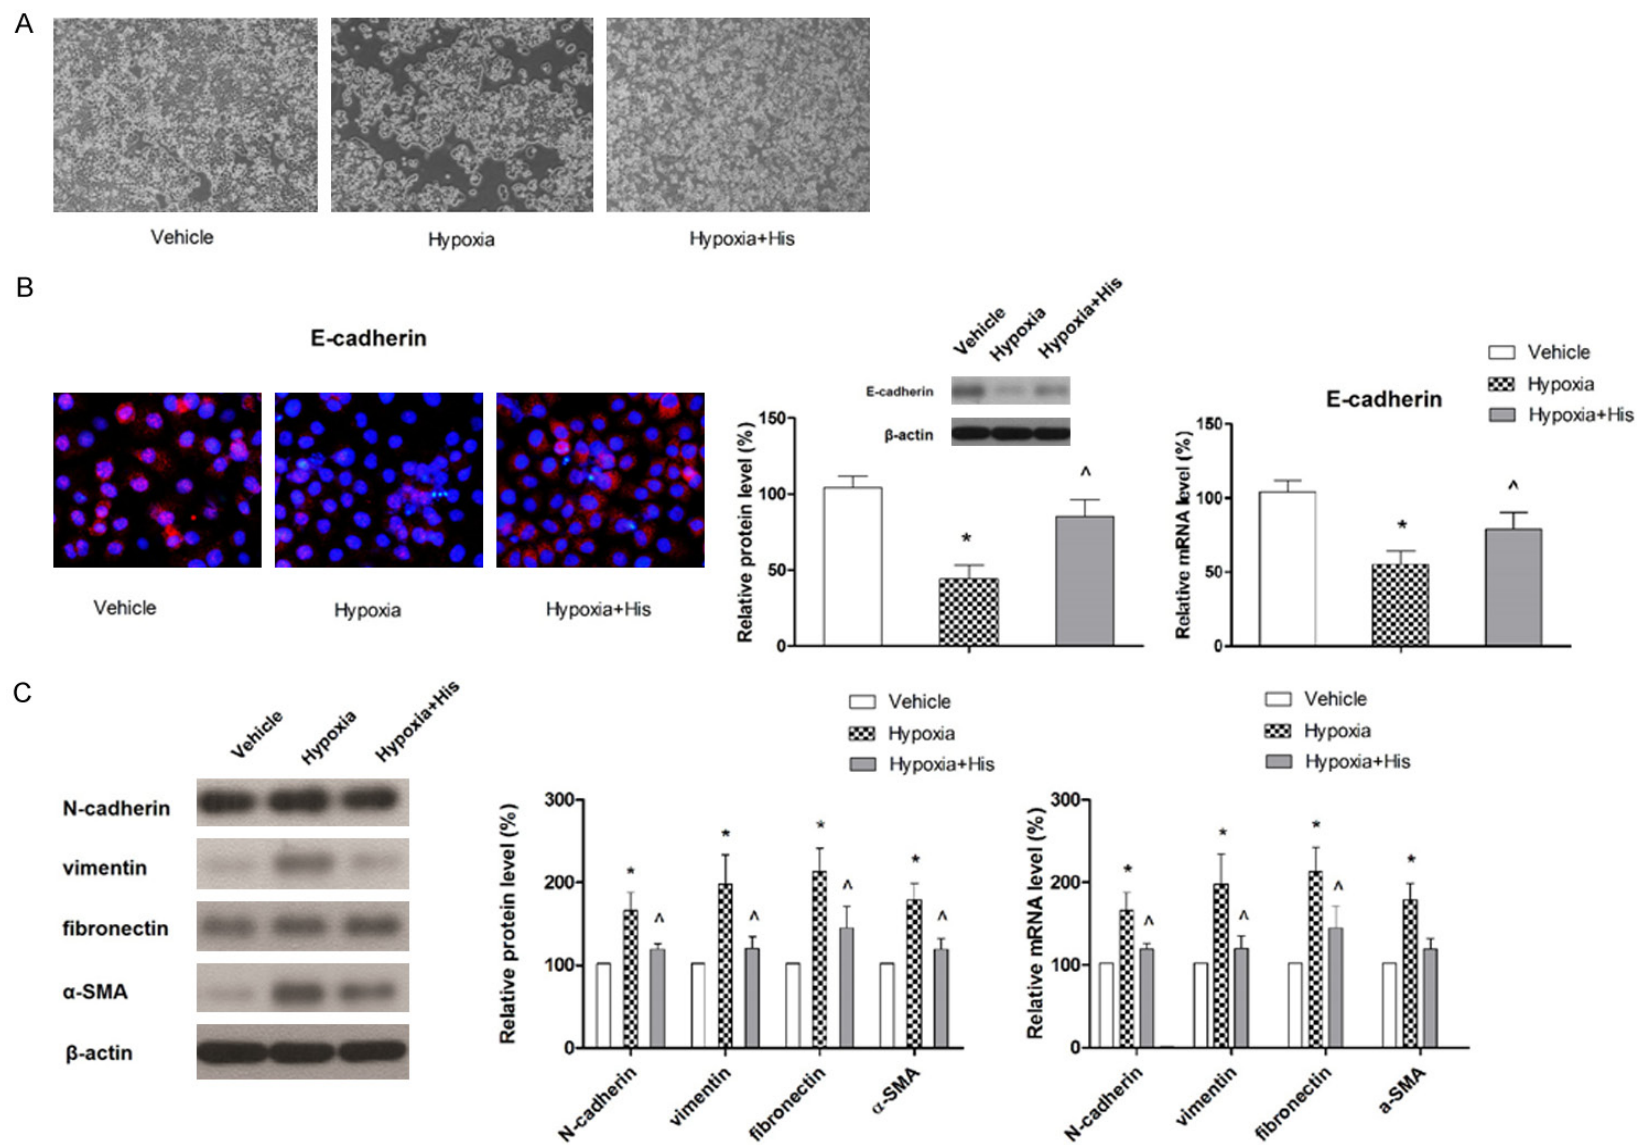 A
Vehicle
Hypoxia
Hypoxia+His
B
E-cadherin
Vehicle
Hypoxia
Hypoxia+His
Vehicle
Hypoxia
Hypoxia+His
E-cadherin
β-actin
Relative protein level (%)
150
100
50
0
*
^
Vehicle
Hypoxia
Hypoxia+His
E-cadherin
Relative mRNA level (%)
150
100
50
0
*
^
C
Vehicle
Hypoxia
Hypoxia+His
N-cadherin
vimentin
fibronectin
α-SMA
β-actin
Vehicle
Hypoxia
Hypoxia+His
Relative protein level (%)
300
200
100
0
* ^ * ^ * ^ * ^
N-cadherin
vimentin
fibronectin
α-SMA
Vehicle
Hypoxia
Hypoxia+His
Relative mRNA level (%)
300
200
100
0
* ^ * ^ * ^ *
N-cadherin
vimentin
fibronectin
a-SMA